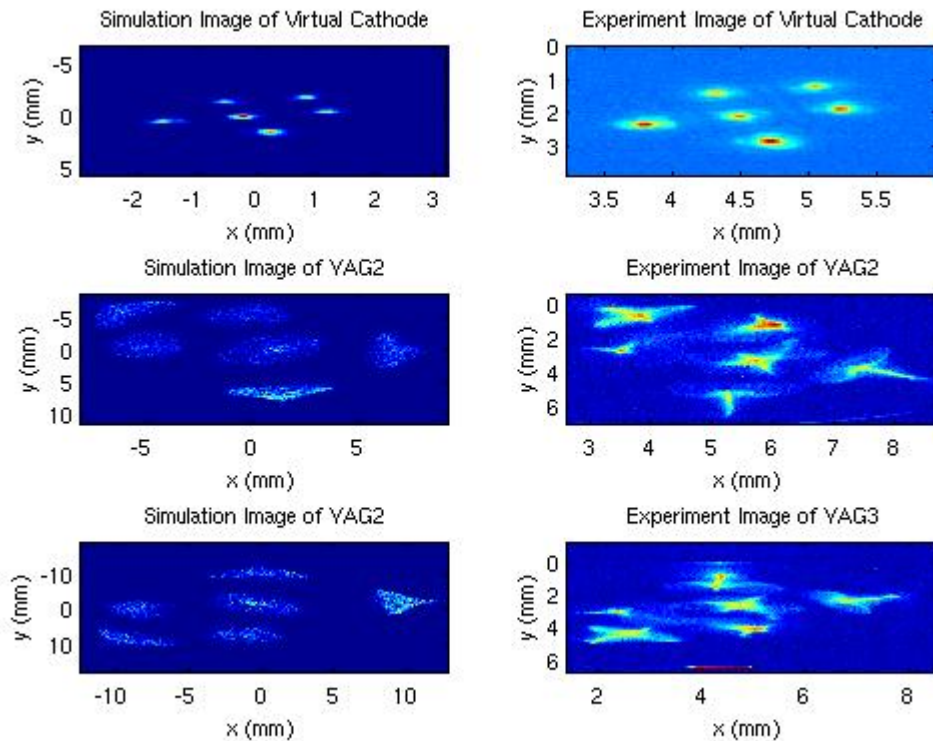 Simulation Image of Virtual Cathode
-5
0
5
y (mm)
-2 -1 0 1 2 3
x (mm)
Experiment Image of Virtual Cathode
0
1
2
3
y (mm)
3.5 4 4.5 5 5.5
x (mm)
Simulation Image of YAG2
-5
0
5
10
y (mm)
-5 0 5
x (mm)
Experiment Image of YAG2
0
2
4
6
y (mm)
3 4 5 6 7 8
x (mm)
Simulation Image of YAG2
-10
0
10
y (mm)
-10 -5 0 5 10
x (mm)
Experiment Image of YAG3
0
2
4
6
y (mm)
2 4 6 8
x (mm)